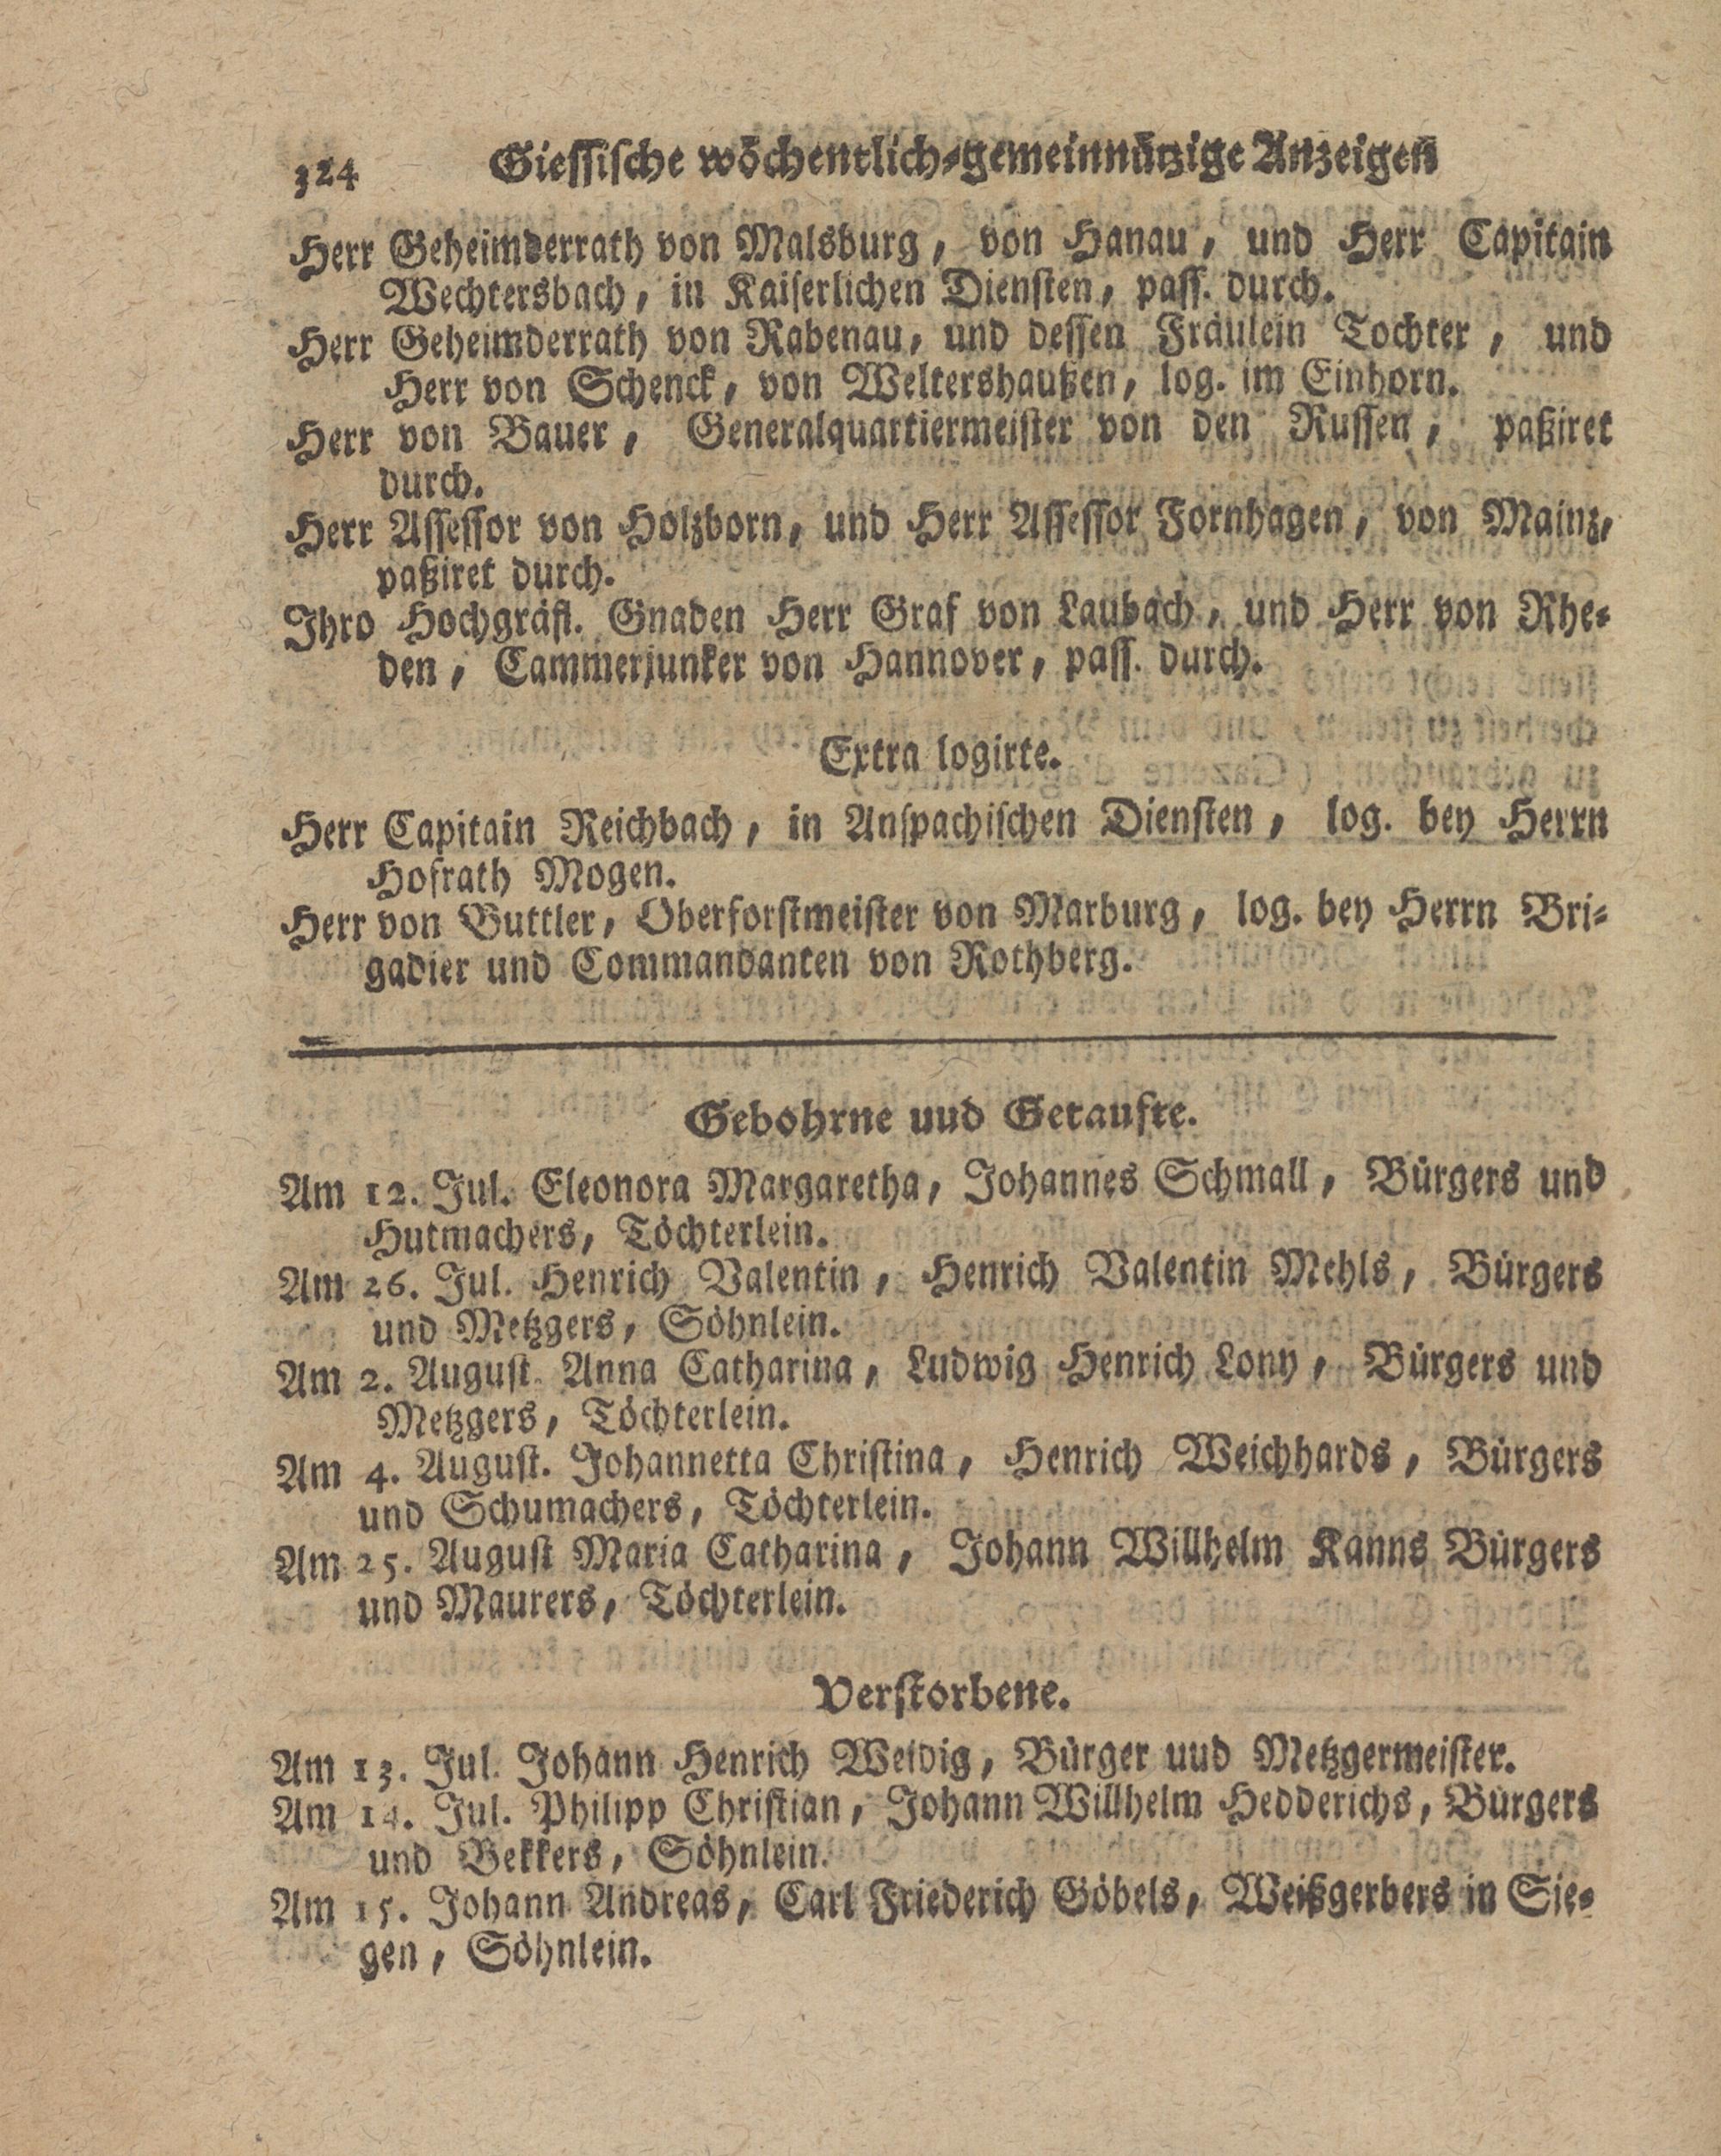 324 Giessische wöchentlich-gemeinnützige Anzeigen
Herr Geheimderrath von Malsburg, von Hanau, und Herr Capitain
Wechtersbach, in Kaiserlichen Diensten, pass. durch.
Herr Geheimderrath von Rabenau, und dessen Fräulein Tochter, und
Herr von Schenck, von Weltershaußen, log. im Einhorn.
Herr von Bauer, Generalquartiermeister von den Russen, paßiret
durch.
Herr Assessor von Holzborn, und Herr Assessor Fornhagen, von Mainz,
paßiret durch.
Ihro Hochgräfl. Gnaden Herr Graf von Laubach, und Herr von Rhe-
den, Cammerjunker von Hannover, pass. durch.
Extra logirte.
Herr Capitain Reichbach, in Anspachischen Diensten, log. bey Herrn
Hofrath Mogen.
Herr von Buttler, Oberforstmeister von Marburg, log. bey Herrn Bri-
gadier und Commandanten von Rothberg.
Gebohrne uud Getaufte.
Am 12. Jul. Eleonora Margaretha, Johannes Schmall, Bürgers und
Hutmachers, Töchterlein.
Am 26. Jul. Henrich Valentin, Henrich Valentin Mehls, Bürgers
und Metzgers, Söhnlein.
Am 2. August. Anna Catharina, Ludwig Henrich Lony, Bürgers und
Metzgers, Töchterlein.
Am 4. August. Johannetta Christina, Henrich Weichhards, Bürgers
und Schumachers, Töchterlein.
Am 25. August Maria Catharina, Johann Willhelm Kanns Bürgers
und Maurers, Töchterlein.
Verstorbene.
Am 13. Jul. Johann Henrich Weidig, Bürger uud Metzgermeister.
Am 14. Jul. Philipp Christian, Johann Willhelm Hedderichs, Bürgers
und Bekkers, Söhnlein.
Am 15. Johann Andreas, Carl Friederich Göbels, Weißgerbers in Sie-
gen, Söhnlein.